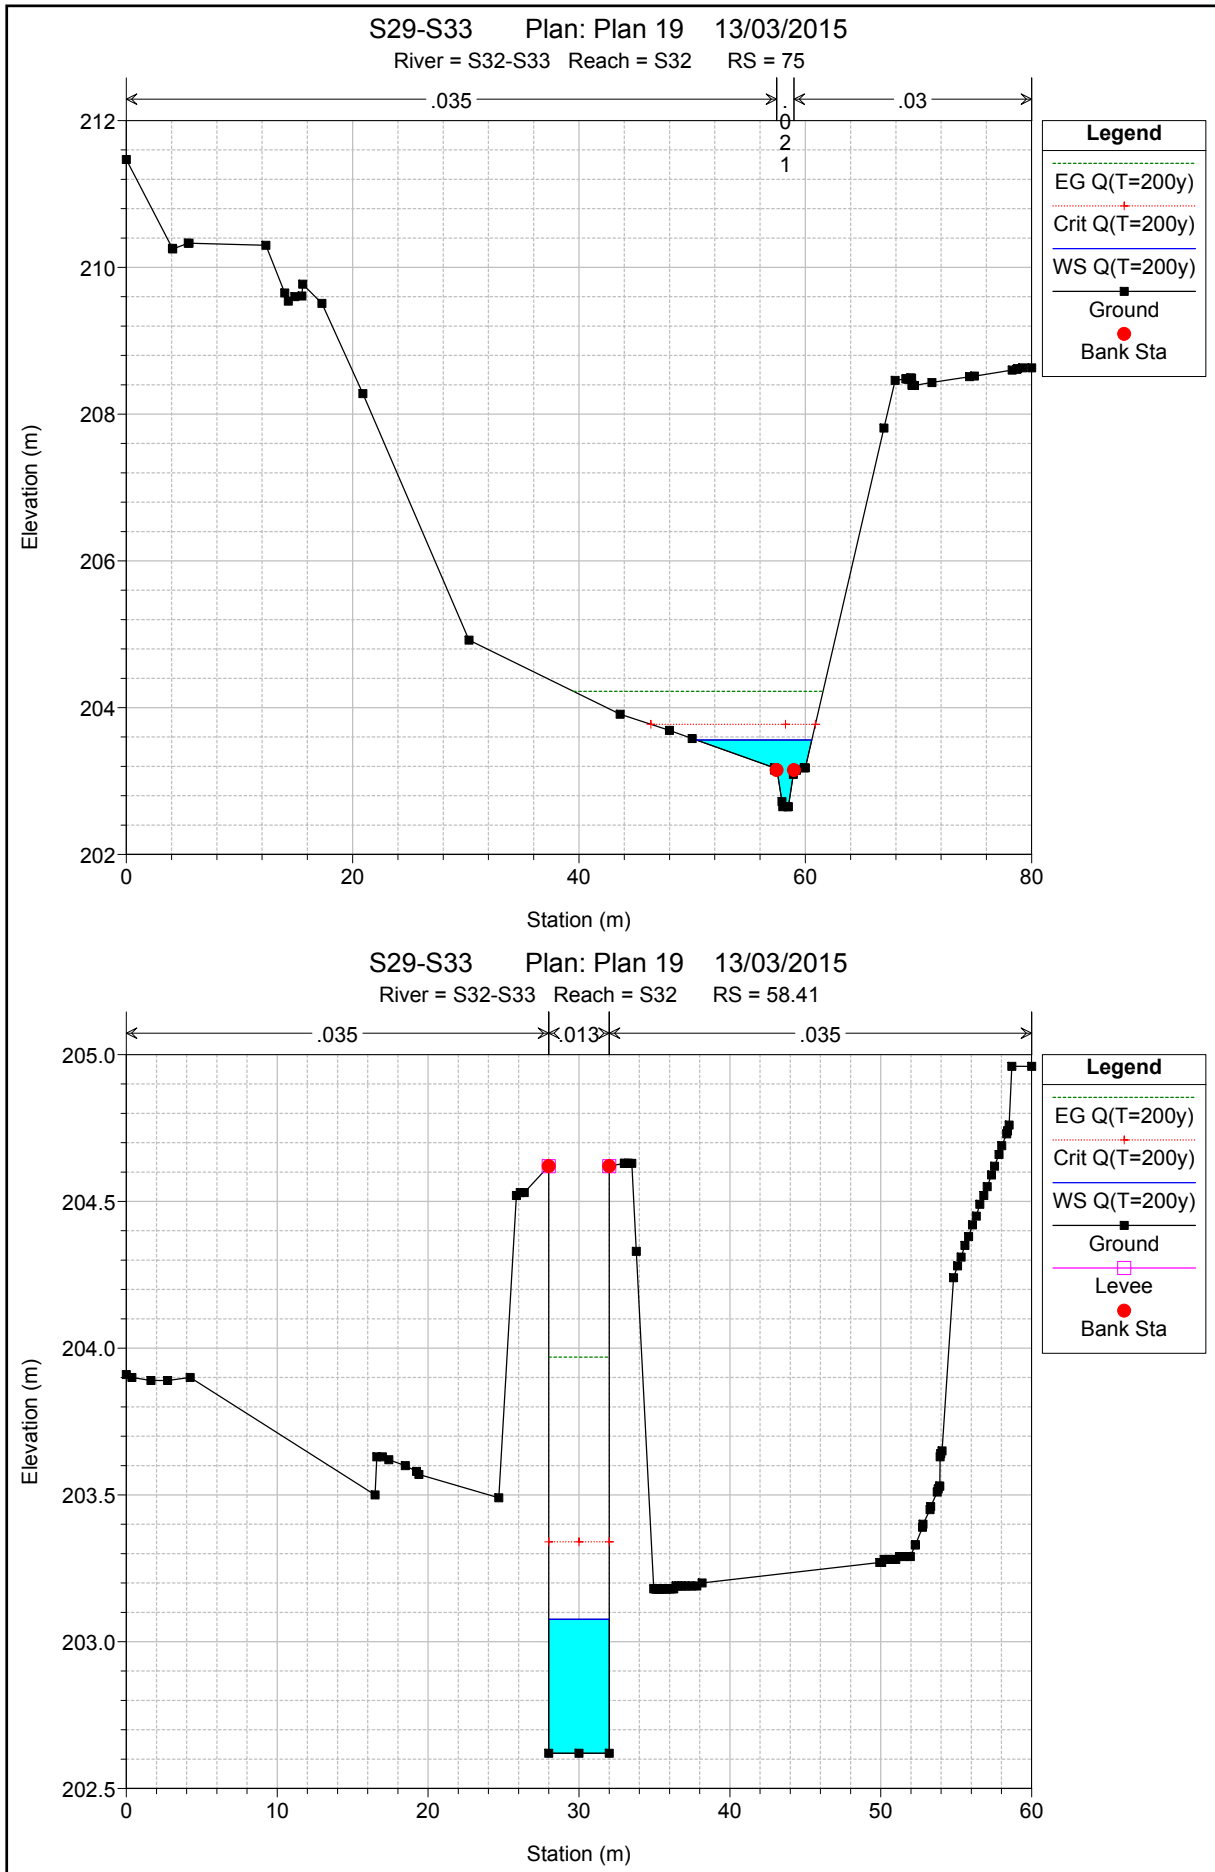 S29-S33 Plan: Plan 19 13/03/2015
River = S32-S33 Reach = S32 RS = 75
.035
.021
.03
212
210
208
206
204
202
Elevation (m)
0 20 40 60 80
Station (m)
Legend
EG Q(T=200y)
Crit Q(T=200y)
WS Q(T=200y)
Ground
Bank Sta
S29-S33 Plan: Plan 19 13/03/2015
River = S32-S33 Reach = S32 RS = 58.41
.035
.013
.035
205.0
204.5
204.0
203.5
203.0
202.5
Elevation (m)
0 10 20 30 40 50 60
Station (m)
Legend
EG Q(T=200y)
Crit Q(T=200y)
WS Q(T=200y)
Ground
Levee
Bank Sta